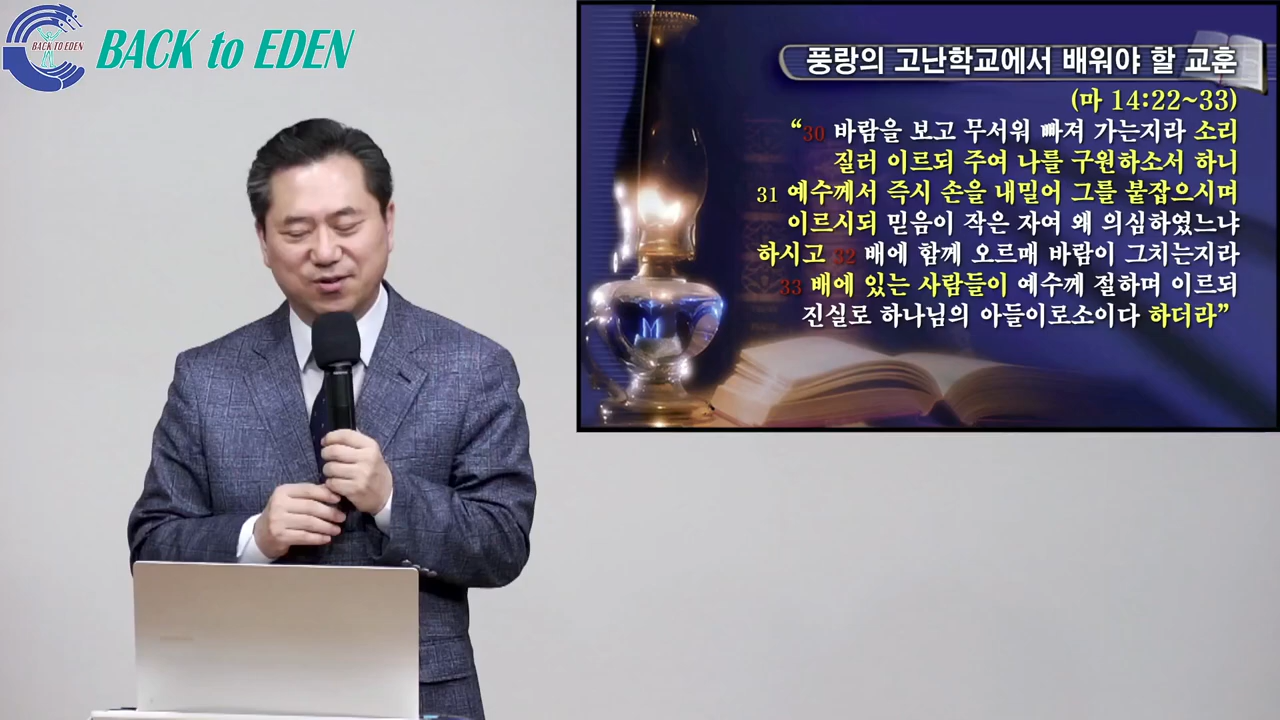 BACK TO EDEN
BACK to EDEN
풍랑의 고난학교에서 배워야 할 교훈
(마 14:22~33)
“30 바람을 보고 무서워 빠져 가는지라 소리
질러 이르되 주여 나를 구원하소서 하니
31 예수께서 즉시 손을 내밀어 그를 붙잡으시며
이르시되 믿음이 작은 자여 왜 의심하였느냐
하시고 32 배에 함께 오르매 바람이 그치는지라
33 배에 있는 사람들이 예수께 절하며 이르되
진실로 하나님의 아들이로소이다 하더라”